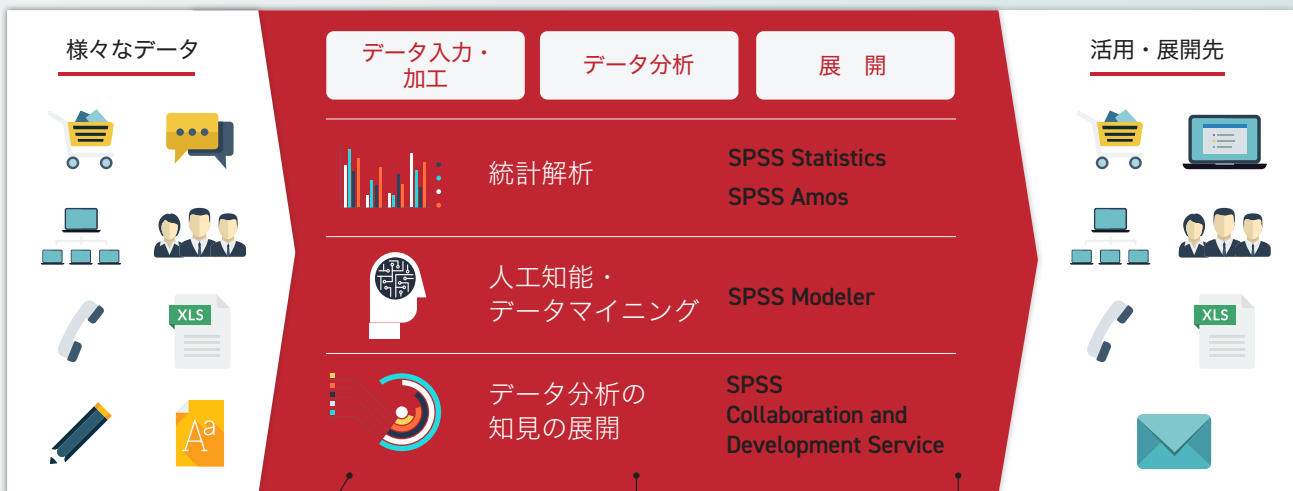 様々なデータ
データ入力・
加工
データ分析
展　開
活用・展開先
統計解析
SPSS Statistics
SPSS Amos
人工知能・
データマイニング
SPSS Modeler
データ分析の
知見の展開
SPSS
Collaboration and
Development Service
XLS
Aa
XLS